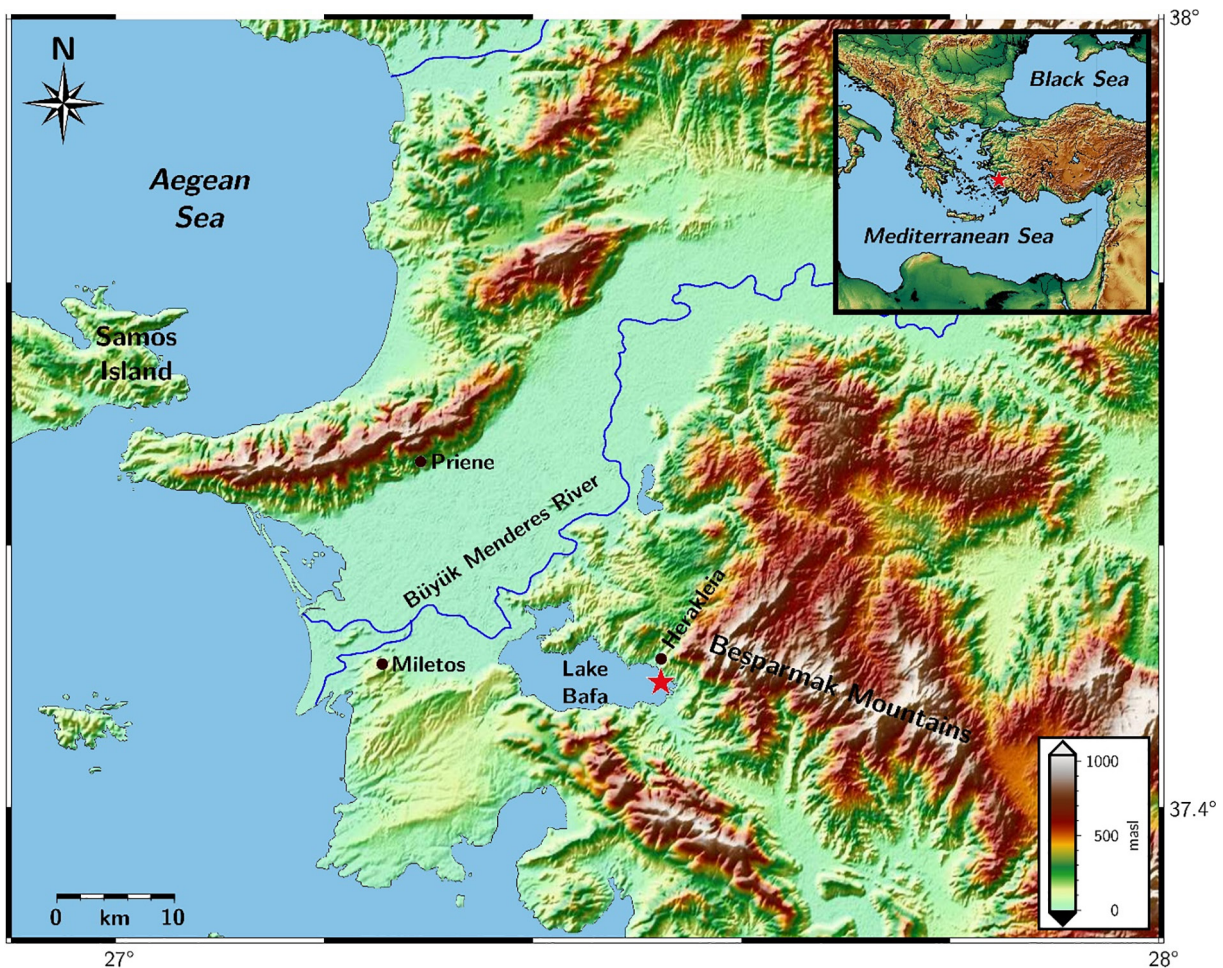 38°
N
Black Sea
Aegean
Sea
Mediterranean Sea
Samos
Island
Priene
Büyük Menderes River
Herakleia
Miletos
Lake
Bafa
Beşparmak Mountains
1000
500
0
masl
37.4°
0 km 10
27°
28°